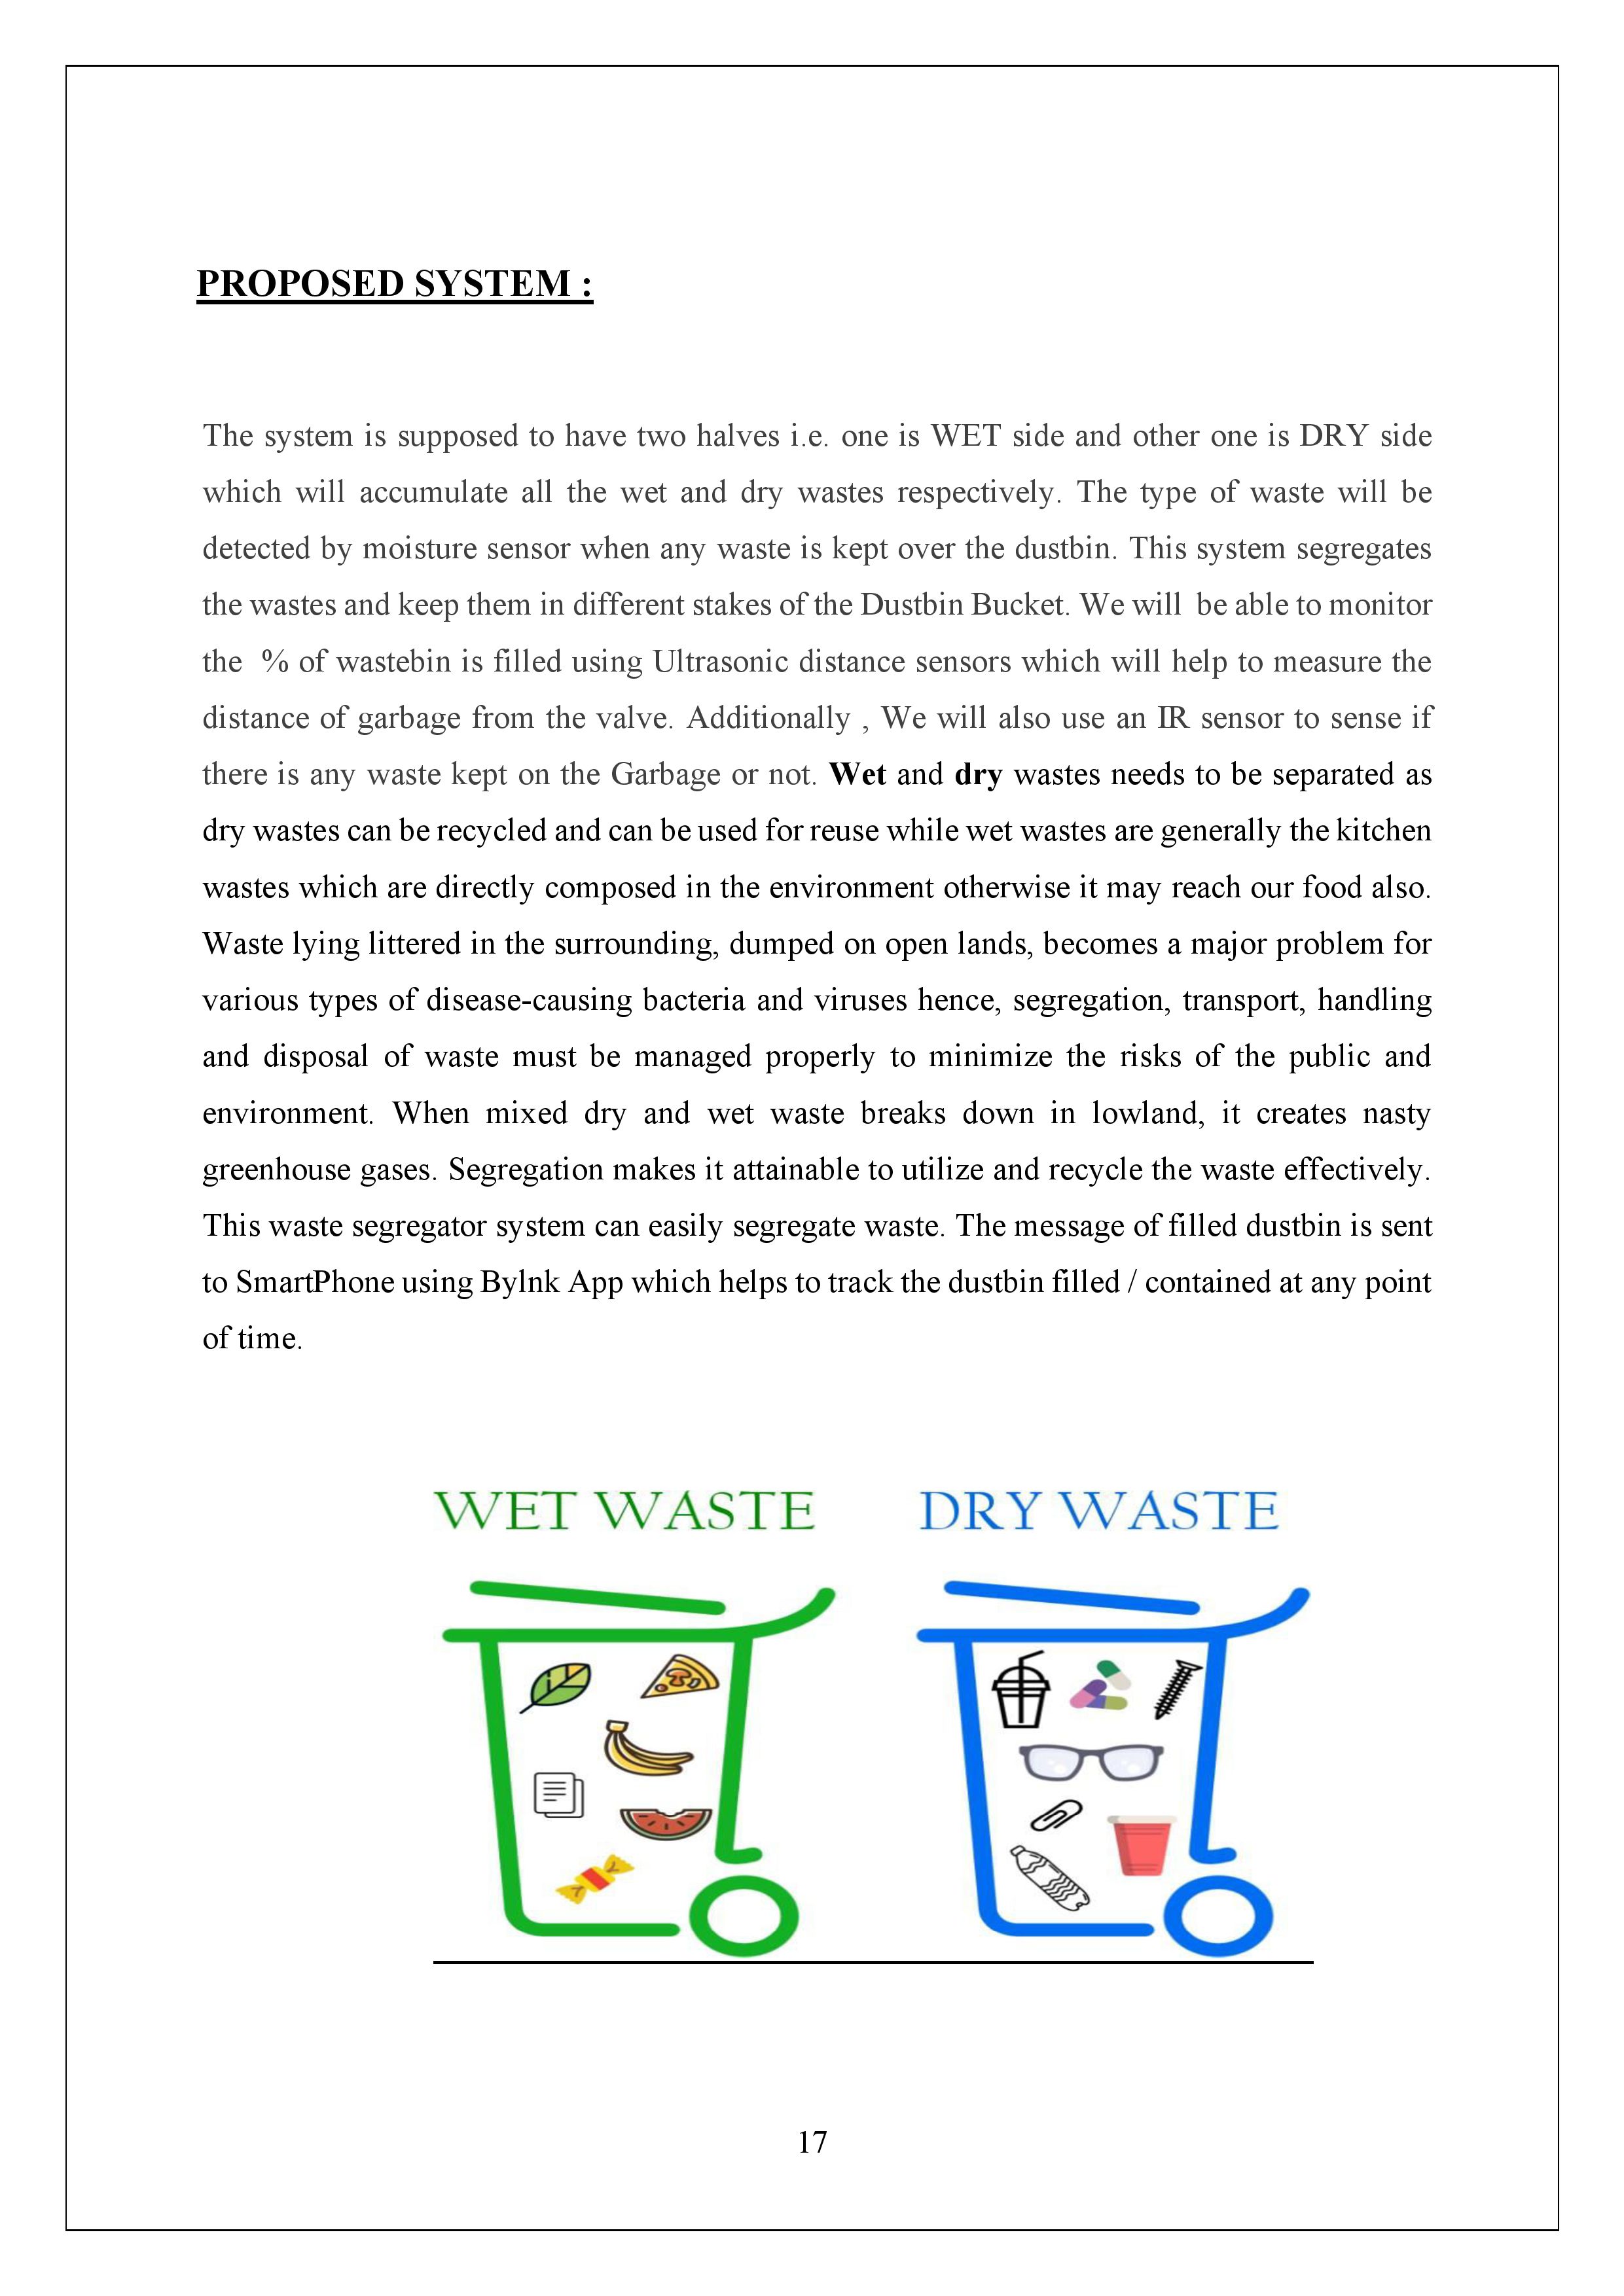 PROPOSED SYSTEM :
The system is supposed to have two halves i.e. one is WET side and other one is DRY side
which will accumulate all the wet and dry wastes respectively. The type of waste will be
detected by moisture sensor when any waste is kept over the dustbin. This system segregates
the wastes and keep them in different stakes of the Dustbin Bucket. We will be able to monitor
the % of wastebin is filled using Ultrasonic distance sensors which will help to measure the
distance of garbage from the valve. Additionally , We will also use an IR sensor to sense if
there is any waste kept on the Garbage or not. Wet and dry wastes needs to be separated as
dry wastes can be recycled and can be used for reuse while wet wastes are generally the kitchen
wastes which are directly composed in the environment otherwise it may reach our food also.
Waste lying littered in the surrounding, dumped on open lands, becomes a major problem for
various types of disease-causing bacteria and viruses hence, segregation, transport, handling
and disposal of waste must be managed properly to minimize the risks of the public and
environment. When mixed dry and wet waste breaks down in lowland, it creates nasty
greenhouse gases. Segregation makes it attainable to utilize and recycle the waste effectively.
This waste segregator system can easily segregate waste. The message of filled dustbin is sent
to SmartPhone using Bylnk App which helps to track the dustbin filled / contained at any point
of time.
WET WASTE DRY WASTE
17